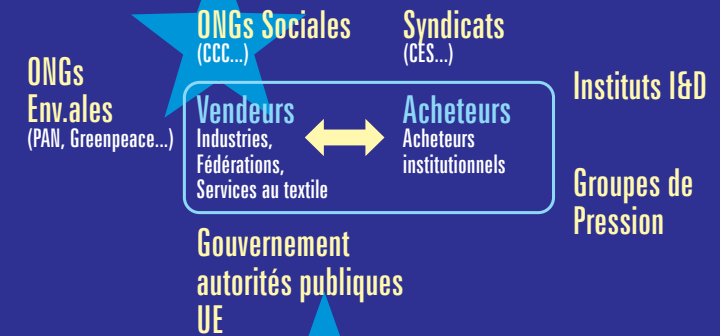 ONGs Sociales
(CCC...)
Syndicats
(CES...)
ONGs
Env.ales
(PAN, Greenpeace...)
Vendeurs
Industries,
Fédérations,
Services au textile
Acheteurs
Acheteurs
institutionnels
Instituts I&D
Groupes de
Pression
Gouvernement
autorités publiques
UE